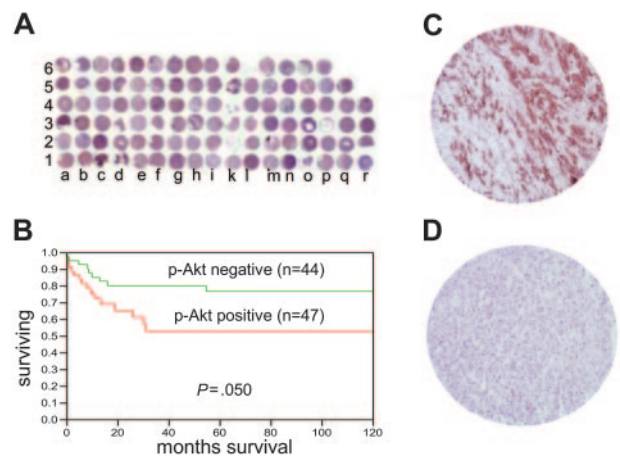 A
6
5
4
3
2
1
a b c d e f g h i k l m n o p q r
B
1.0
0.9
0.8
0.7
0.6
0.5
0.4
0.3
0.2
0.1
0.0
surviving
p-Akt negative (n=44)
p-Akt positive (n=47)
P=.050
0 20 40 60 80 100 120
months survival
C
D